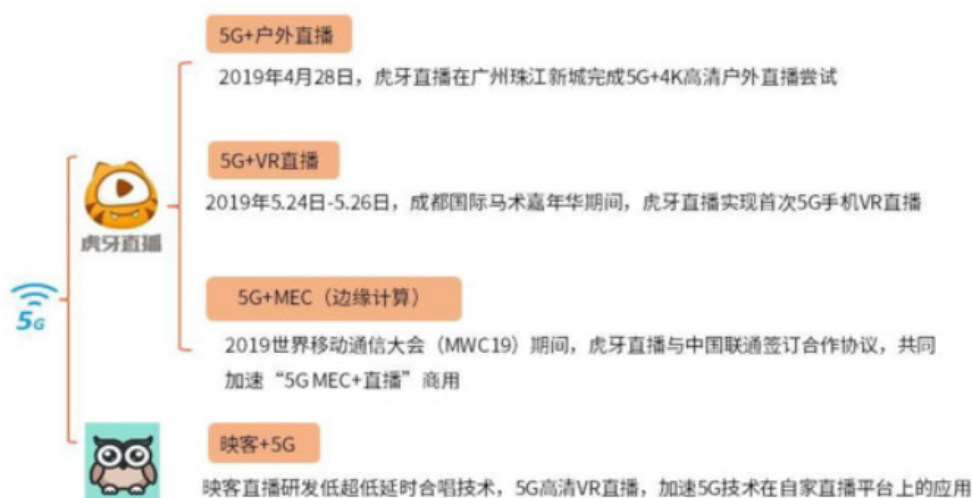 5G+户外直播
2019年4月28日，虎牙直播在广州珠江新城完成5G+4K高清户外直播尝试
5G+VR直播
2019年5.24日-5.26日，成都国际马术嘉年华期间，虎牙直播实现首次5G手机VR直播
虎牙直播
5G+MEC（边缘计算）
5G
2019世界移动通信大会（MWC19）期间，虎牙直播与中国联通签订合作协议，共同
加速“5G MEC+直播”商用
映客+5G
映客直播研发低超低延时合唱技术，5G高清VR直播，加速5G技术在自家直播平台上的应用